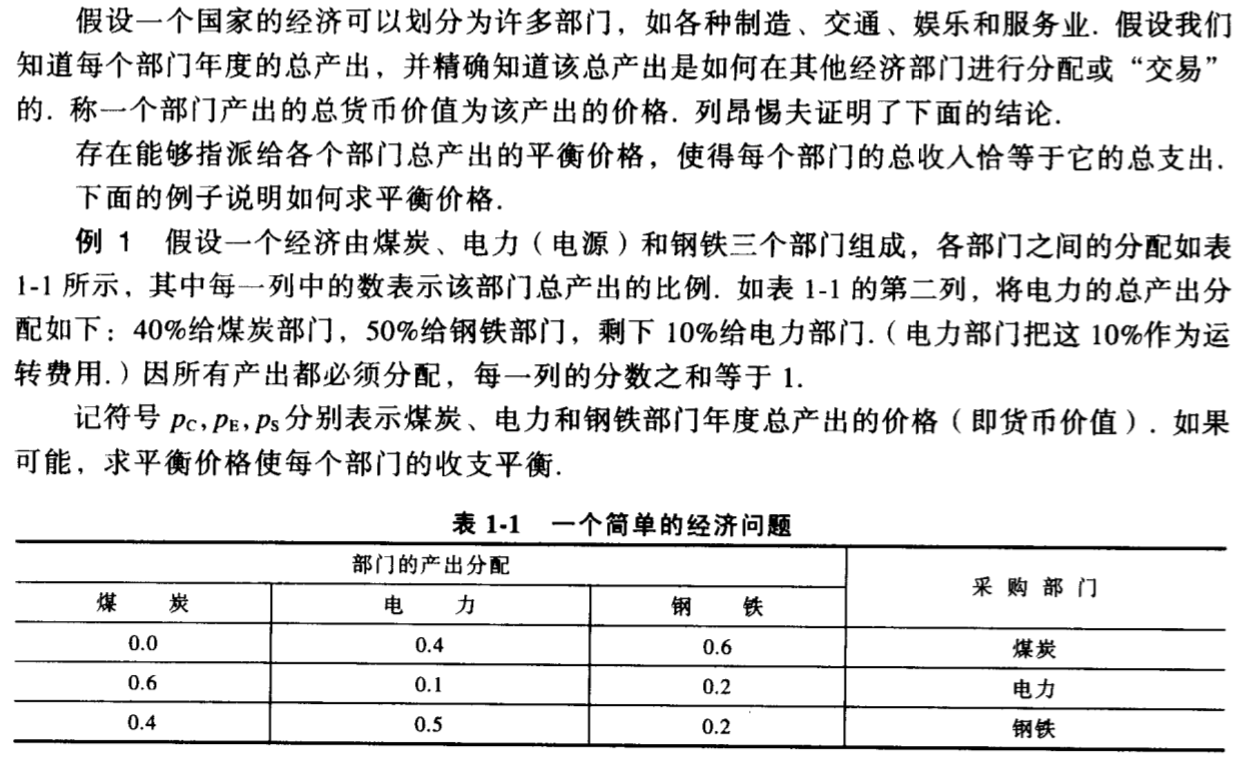 假设一个国家的经济可以划分为许多部门，如各种制造、交通、娱乐和服务业. 假设我们
知道每个部门年度的总产出，并精确知道该总产出是如何在其他经济部门进行分配或“交易”
的. 称一个部门产出的总货币价值为该产出的价格. 列昂惕夫证明了下面的结论.
存在能够指派给各个部门总产出的平衡价格，使得每个部门的总收入恰等于它的总支出.
下面的例子说明如何求平衡价格.
例 1 假设一个经济由煤炭、电力（电源）和钢铁三个部门组成，各部门之间的分配如表
1-1 所示，其中每一列中的数表示该部门总产出的比例. 如表 1-1 的第二列，将电力的总产出分
配如下：40%给煤炭部门，50%给钢铁部门，剩下 10%给电力部门.（电力部门把这 10%作为运
转费用.）因所有产出都必须分配，每一列的分数之和等于 1.
记符号 pC, pE, pS 分别表示煤炭、电力和钢铁部门年度总产出的价格（即货币价值）. 如果
可能，求平衡价格使每个部门的收支平衡.
表 1-1 一个简单的经济问题
部门的产出分配 采购部门
煤炭 电力 钢铁
0.0 0.4 0.6 煤炭
0.6 0.1 0.2 电力
0.4 0.5 0.2 钢铁